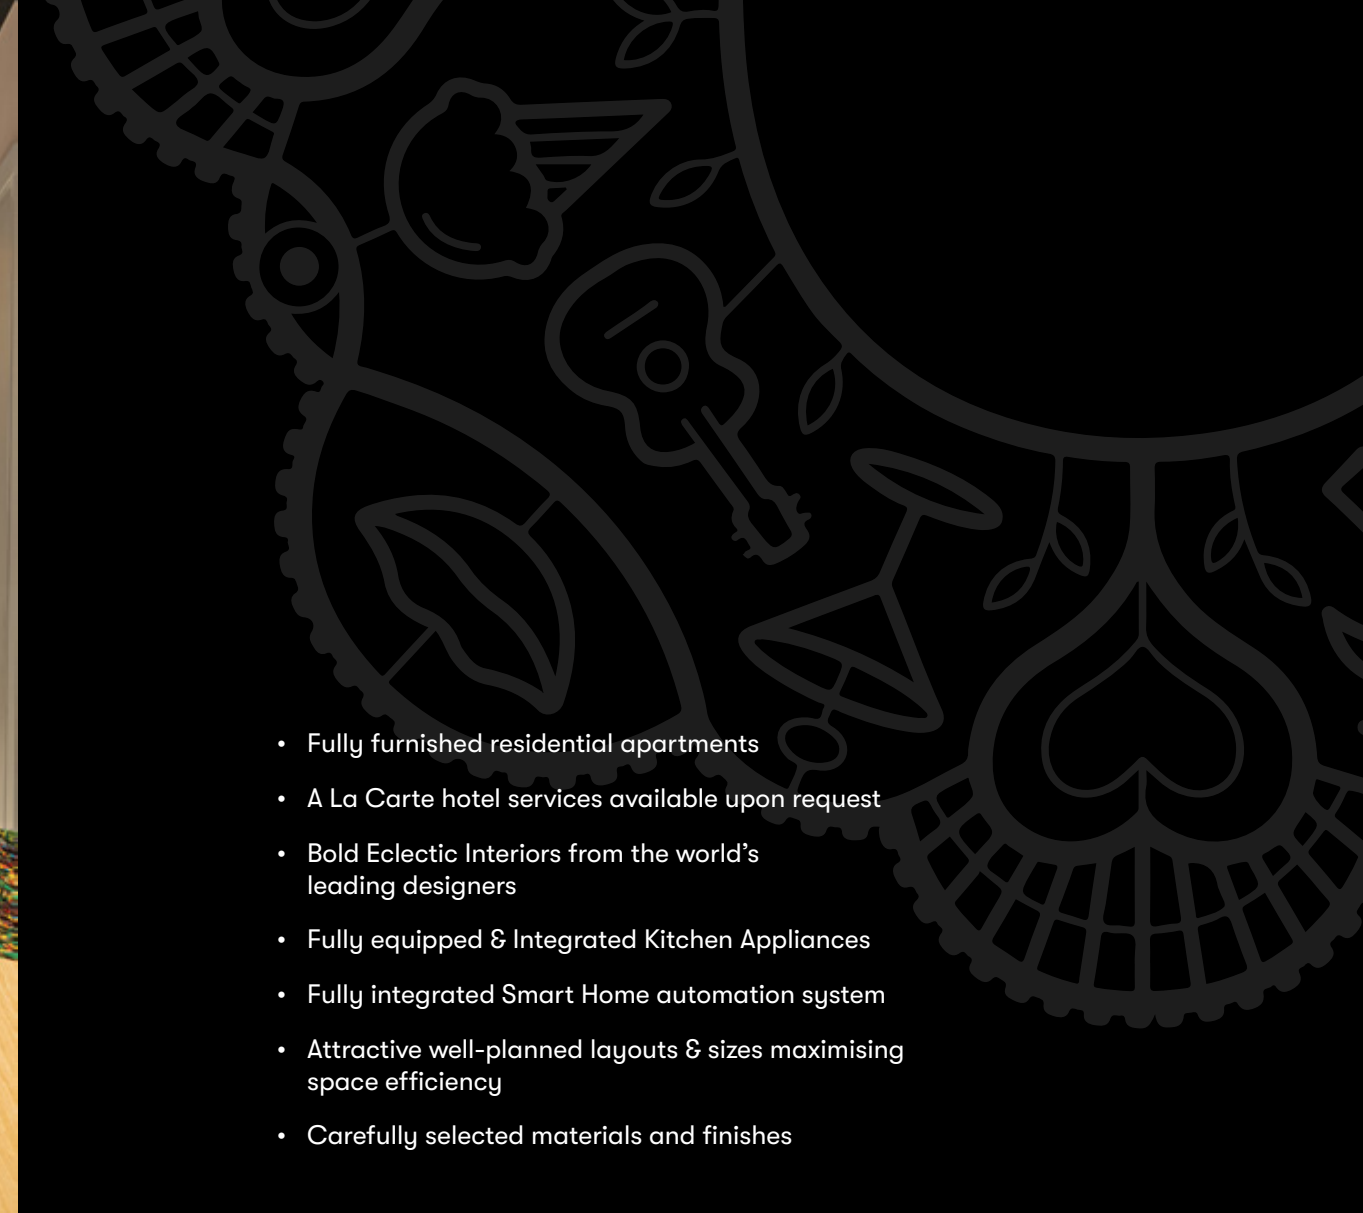 • Fully furnished residential apartments
• A La Carte hotel services available upon request
• Bold Eclectic Interiors from the world’s
leading designers
• Fully equipped & Integrated Kitchen Appliances
• Fully integrated Smart Home automation system
• Attractive well-planned layouts & sizes maximising
space efficiency
• Carefully selected materials and finishes